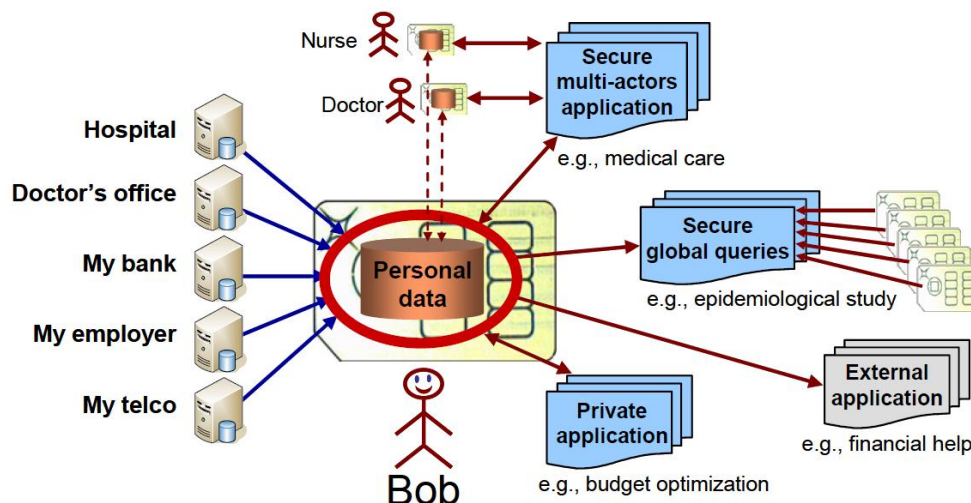 Nurse
Doctor
Secure
multi-actors
application
e.g., medical care
Hospital
Doctor's office
My bank
My employer
My telco
Personal
data
Secure
global queries
e.g., epidemiological study
External
application
e.g., financial help
Private
application
e.g., budget optimization
Bob